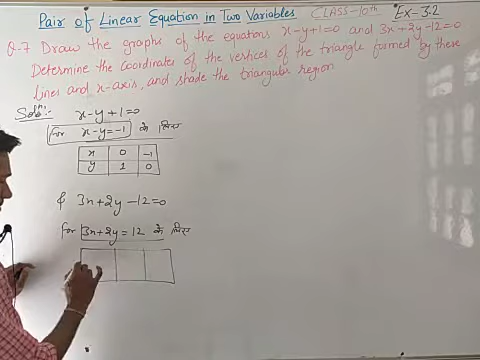 Pair of Linear Equation in Two Variables CLASS-10th Ex-3.2
Q-7 Draw the graphs of the equations x-y+1=0 and 3x+2y-12=0
Determine the coordinates of the vertices of the triangle formed by these
lines and x-axis, and shade the triangular region
Solⁿ:- x-y+1=0
For x-y=-1 के लिए
x 0 -1
y 1 0
& 3x+2y-12=0
for 3x+2y=12 के लिए